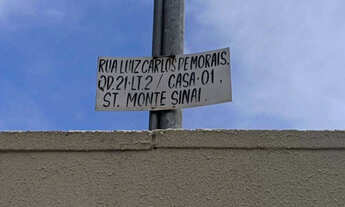 RUA LUIZ CARLOS DE MORAIS.
QD.21.LT.2 / CASA.01.
ST. MONTE SINAI.